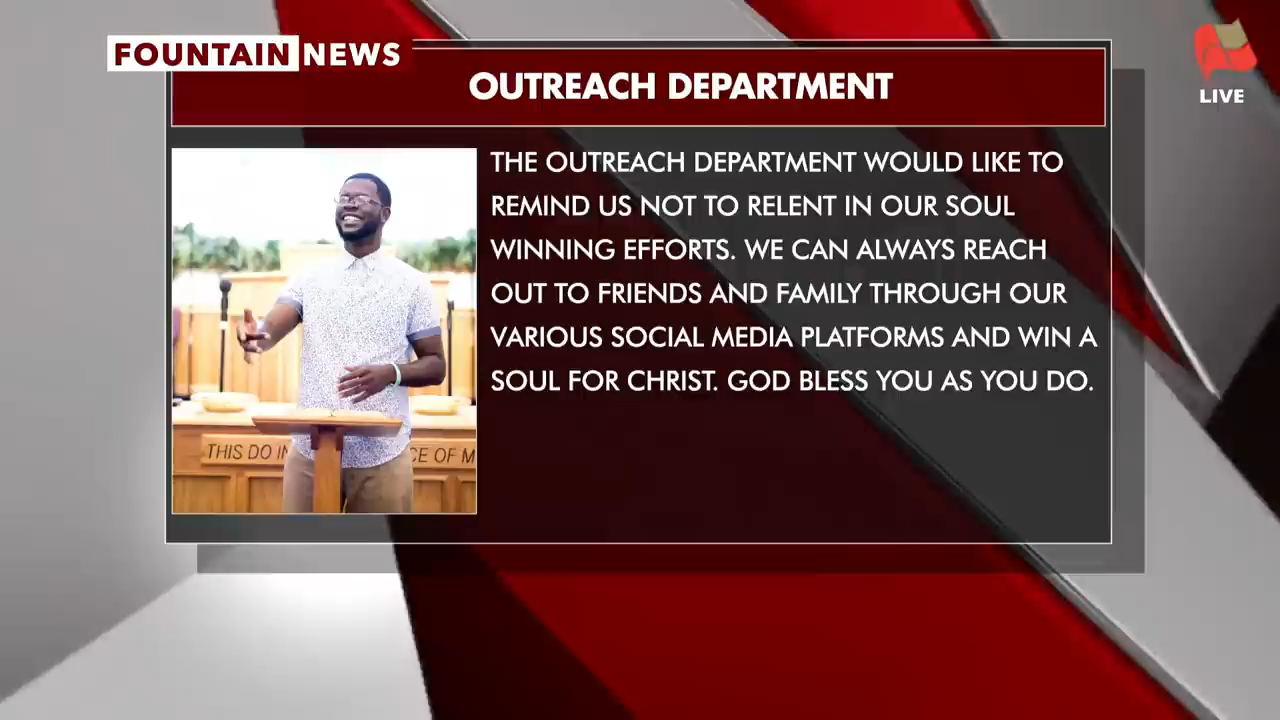 FOUNTAIN NEWS
LIVE
OUTREACH DEPARTMENT
THE OUTREACH DEPARTMENT WOULD LIKE TO
REMIND US NOT TO RELENT IN OUR SOUL
WINNING EFFORTS. WE CAN ALWAYS REACH
OUT TO FRIENDS AND FAMILY THROUGH OUR
VARIOUS SOCIAL MEDIA PLATFORMS AND WIN A
SOUL FOR CHRIST. GOD BLESS YOU AS YOU DO.
THIS DO IN CE OF M